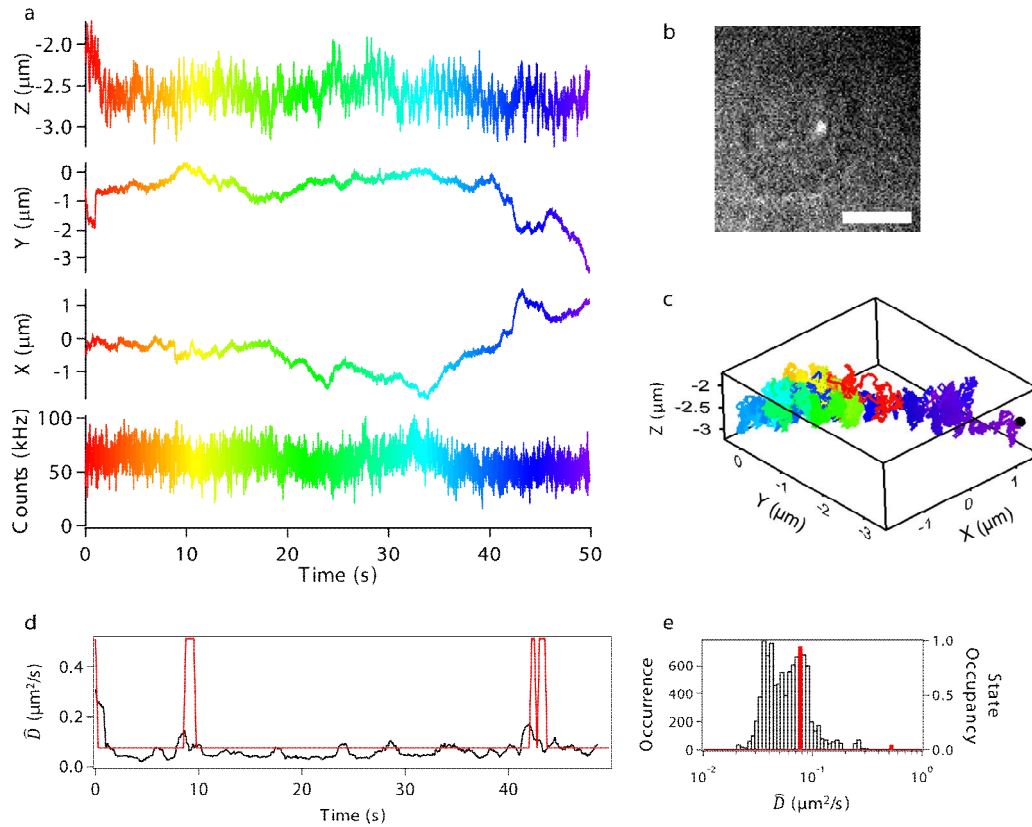 a
Z (µm)
-2.0
-2.5
-3.0
Y (µm)
0
-1
-2
-3
X (µm)
1
0
-1
Counts (kHz)
100
50
0
0 10 20 30 40 50
Time (s)
b
c
Z (µm)
-2
-2.5
-3
0
-1
-2
-3
Y (µm)
-1
0
1
X (µm)
d
D̂ (µm²/s)
0.4
0.2
0.0
0 10 20 30 40
Time (s)
e
Occurrence
600
400
200
0
1.0
0.5
0.0
State
Occupancy
10⁻² 10⁻¹ 10⁰
D̂ (µm²/s)